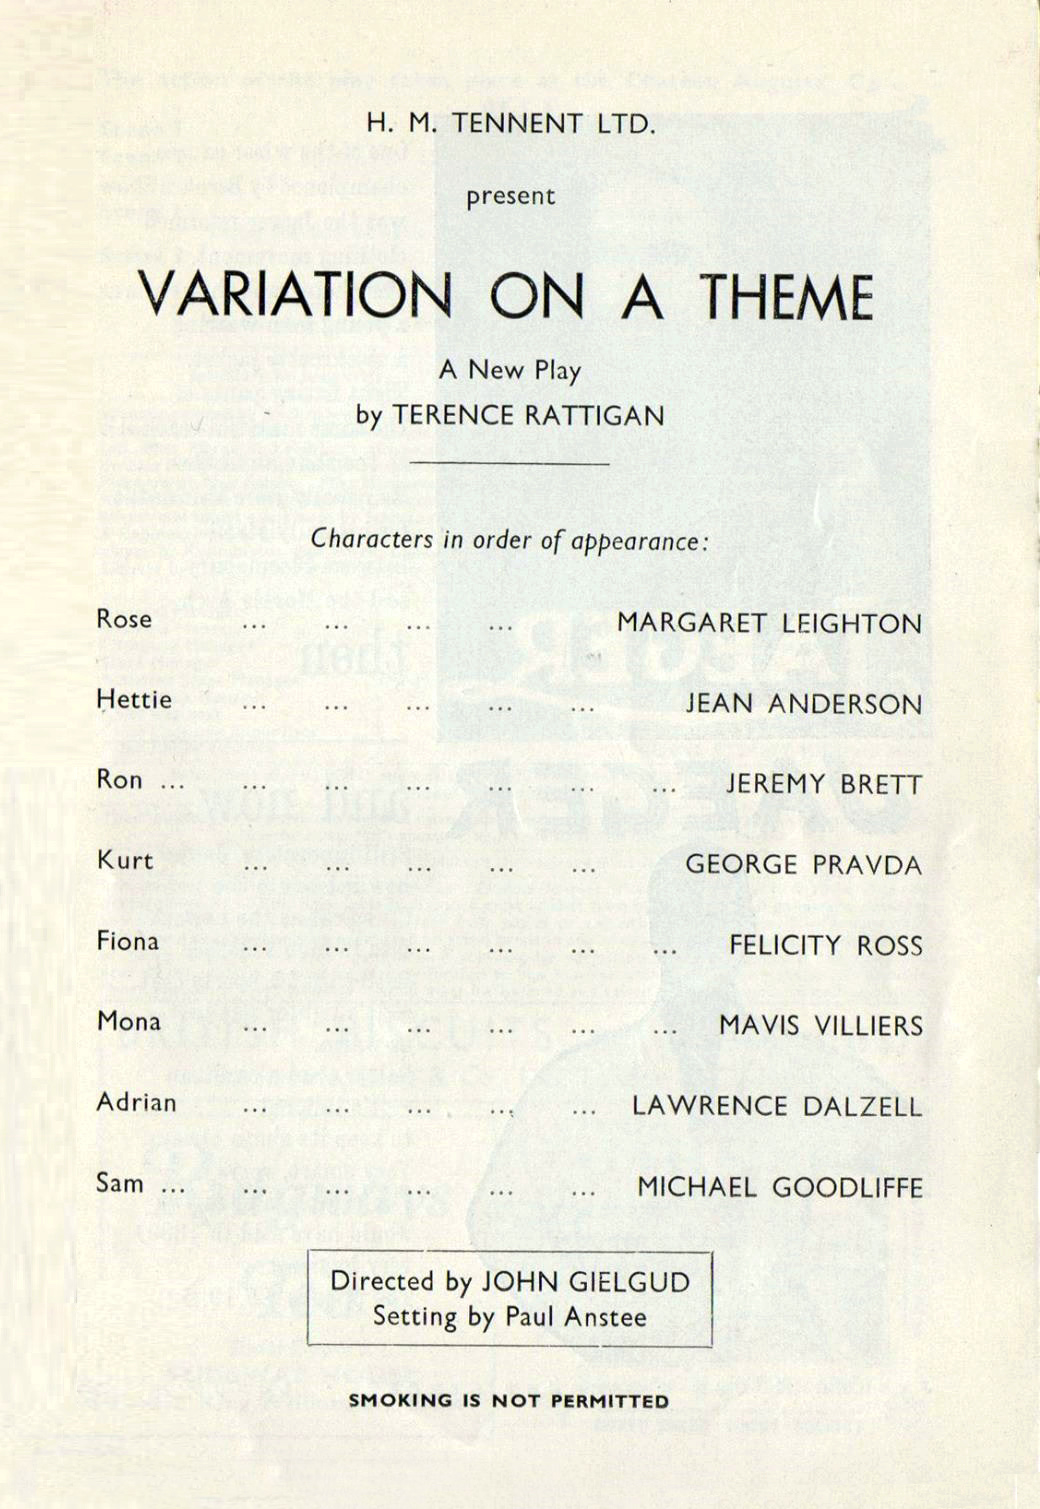 H. M. TENNENT LTD.
present
VARIATION ON A THEME
A New Play
by TERENCE RATTIGAN
Characters in order of appearance:
Rose ... ... ... ... MARGARET LEIGHTON
Hettie ... ... ... ... ... JEAN ANDERSON
Ron ... ... ... ... ... ... ... JEREMY BRETT
Kurt ... ... ... ... ... GEORGE PRAVDA
Fiona ... ... ... ... ... ... FELICITY ROSS
Mona ... ... ... ... ... ... MAVIS VILLIERS
Adrian ... ... ... ... ... LAWRENCE DALZELL
Sam ... ... ... ... ... ... MICHAEL GOODLIFFE
Directed by JOHN GIELGUD
Setting by Paul Anstee
SMOKING IS NOT PERMITTED